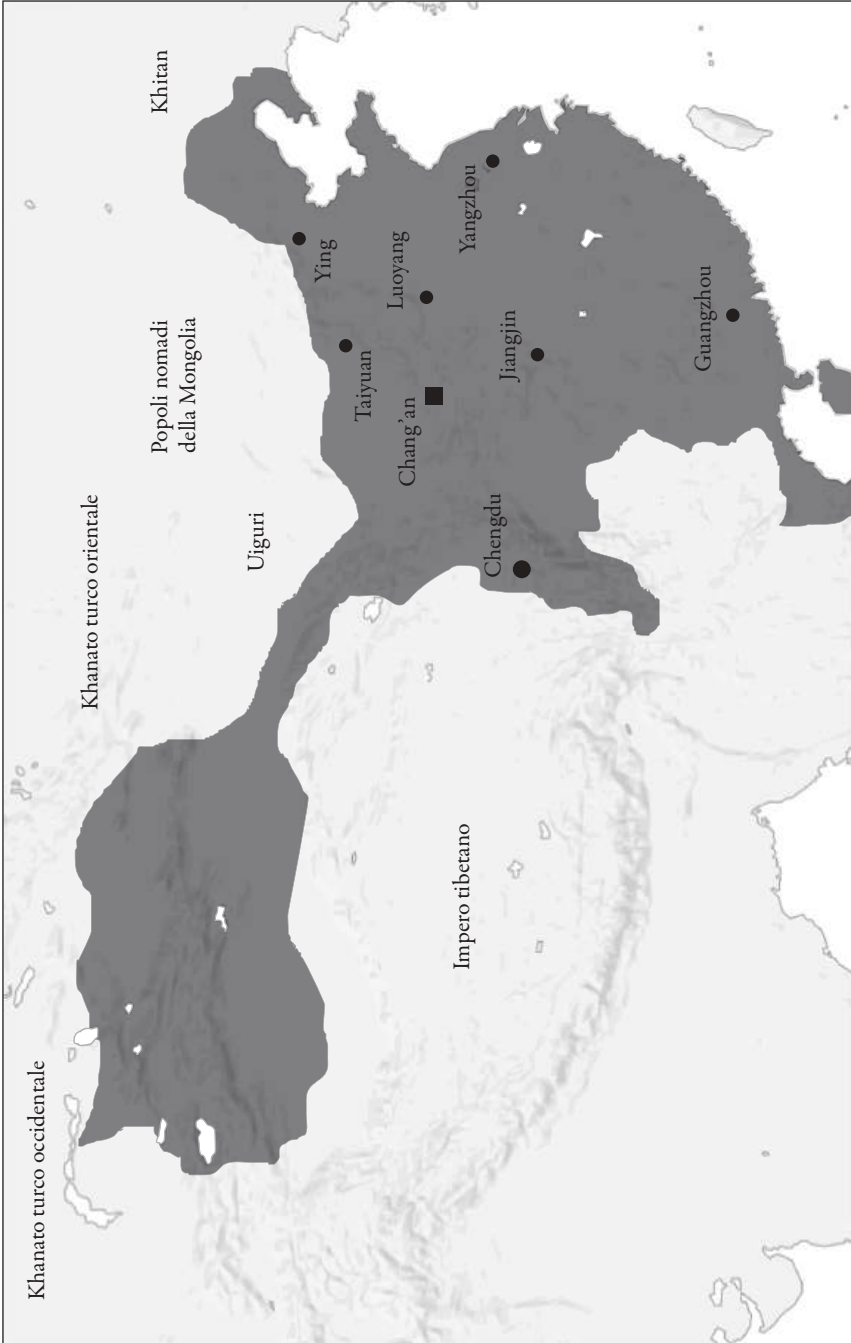 Khanato turco occidentale
Khanato turco orientale
Popoli nomadi
della Mongolia
Khitan
Uiguri
Ying
Taiyuan
Luoyang
Chang’an
Impero tibetano
Yangzhou
Chengdu
Jiangjin
Guangzhou